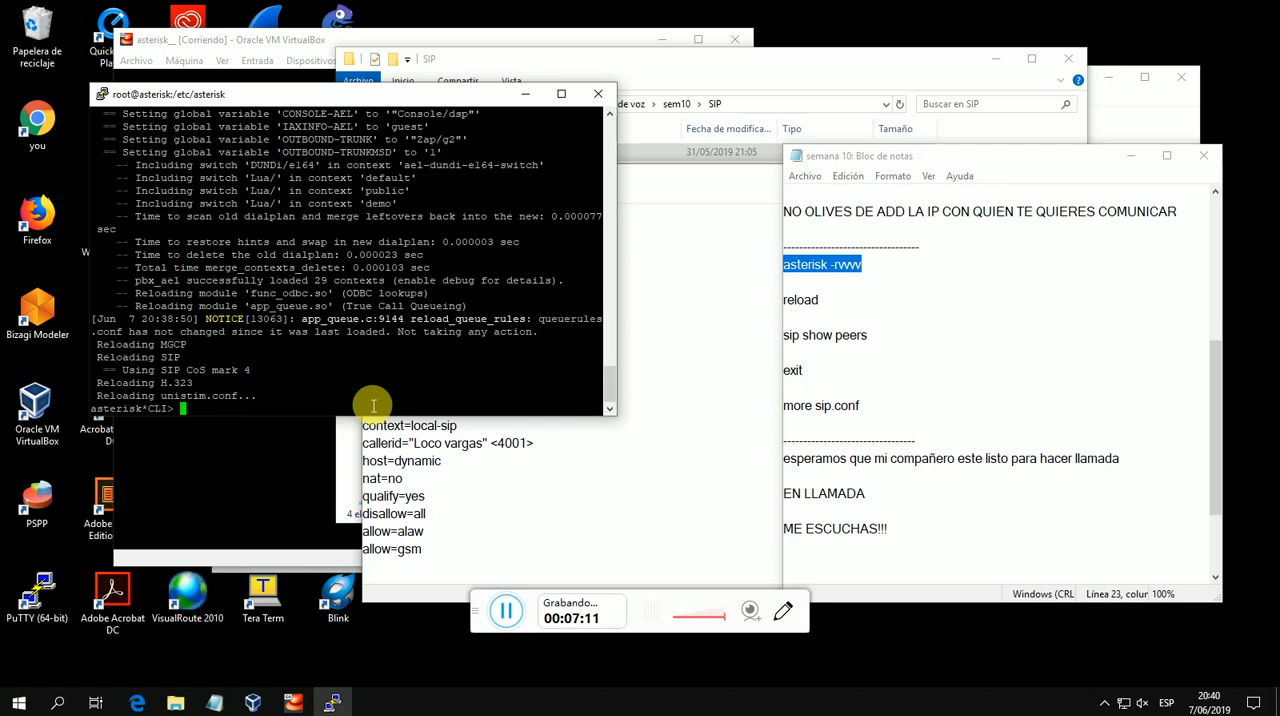 Papelera de
reciclaje
Quick
Pla
asterisk__ [Corriendo] - Oracle VM VirtualBox
Archivo Máquina Ver Entrada Dispositivos
SIP
Archivo Inicio Compartir Vista
de voz > sem10 > SIP
Buscar en SIP
Fecha de modifica... Tipo Tamaño
31/05/2019 21:05
root@asterisk:/etc/asterisk
== Setting global variable 'CONSOLE-AEL' to '"Console/dsp"'
== Setting global variable 'IAXINFO-AEL' to 'guest'
== Setting global variable 'OUTBOUND-TRUNK' to '"Zap/g2"'
== Setting global variable 'OUTBOUND-TRUNKMSD' to '1'
-- Including switch 'DUNDi/e164' in context 'ael-dundi-e164-switch'
-- Including switch 'Lua/' in context 'default'
-- Including switch 'Lua/' in context 'public'
-- Including switch 'Lua/' in context 'demo'
-- Time to scan old dialplan and merge leftovers back into the new: 0.000077
sec
-- Time to restore hints and swap in new dialplan: 0.000003 sec
-- Time to delete the old dialplan: 0.000023 sec
-- Total time merge_contexts_delete: 0.000103 sec
-- pbx_ael successfully loaded 29 contexts (enable debug for details).
-- Reloading module 'func_odbc.so' (ODBC lookups)
-- Reloading module 'app_queue.so' (True Call Queueing)
[Jun 7 20:38:50] NOTICE[13063]: app_queue.c:9144 reload_queue_rules: queuerules
.conf has not changed since it was last loaded. Not taking any action.
Reloading MGCP
Reloading SIP
== Using SIP CoS mark 4
Reloading H.323
Reloading unistim.conf...
asterisk*CLI>
context=local-sip
callerid="Loco vargas" <4001>
host=dynamic
nat=no
qualify=yes
disallow=all
allow=alaw
allow=gsm
4 el
semana 10: Bloc de notas
Archivo Edición Formato Ver Ayuda
NO OLIVES DE ADD LA IP CON QUIEN TE QUIERES COMUNICAR
---------------------------------
asterisk -rvvvv
reload
sip show peers
exit
more sip.conf
---------------------------------
esperamos que mi compañero este listo para hacer llamada
EN LLAMADA
ME ESCUCHAS!!!
Windows (CRL Línea 23, colur 100%
Grabando...
00:07:11
you
Firefox
W
Bizagi Modeler
Oracle VM
VirtualBox
Acrobat
DC
PSPP
Adobe
Edition
PuTTY (64-bit)
Adobe Acrobat
DC
VisualRoute 2010
Tera Term
Blink
ESP
20:40
7/06/2019